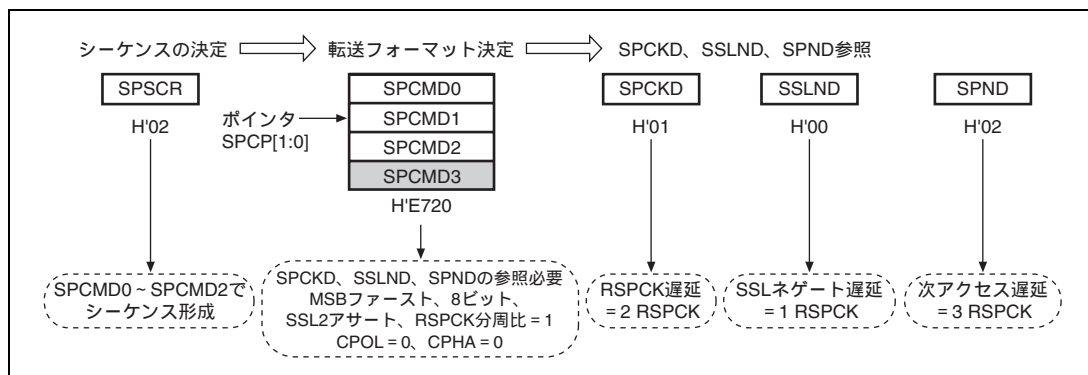 シーケンスの決定
転送フォーマット決定
SPCKD、SSLND、SPND参照
SPSCR
H'02
SPCMD0~SPCMD2で
シーケンス形成
ポインタ
SPCP[1:0]
SPCMD0
SPCMD1
SPCMD2
SPCMD3
H'E720
SPCKD、SSLND、SPNDの参照必要
MSBファースト、8ビット、
SSL2アサート、RSPCK分周比 = 1
CPOL = 0、CPHA = 0
SPCKD
H'01
RSPCK遅延
= 2 RSPCK
SSLND
H'00
SSLネゲート遅延
= 1 RSPCK
SPND
H'02
次アクセス遅延
= 3 RSPCK